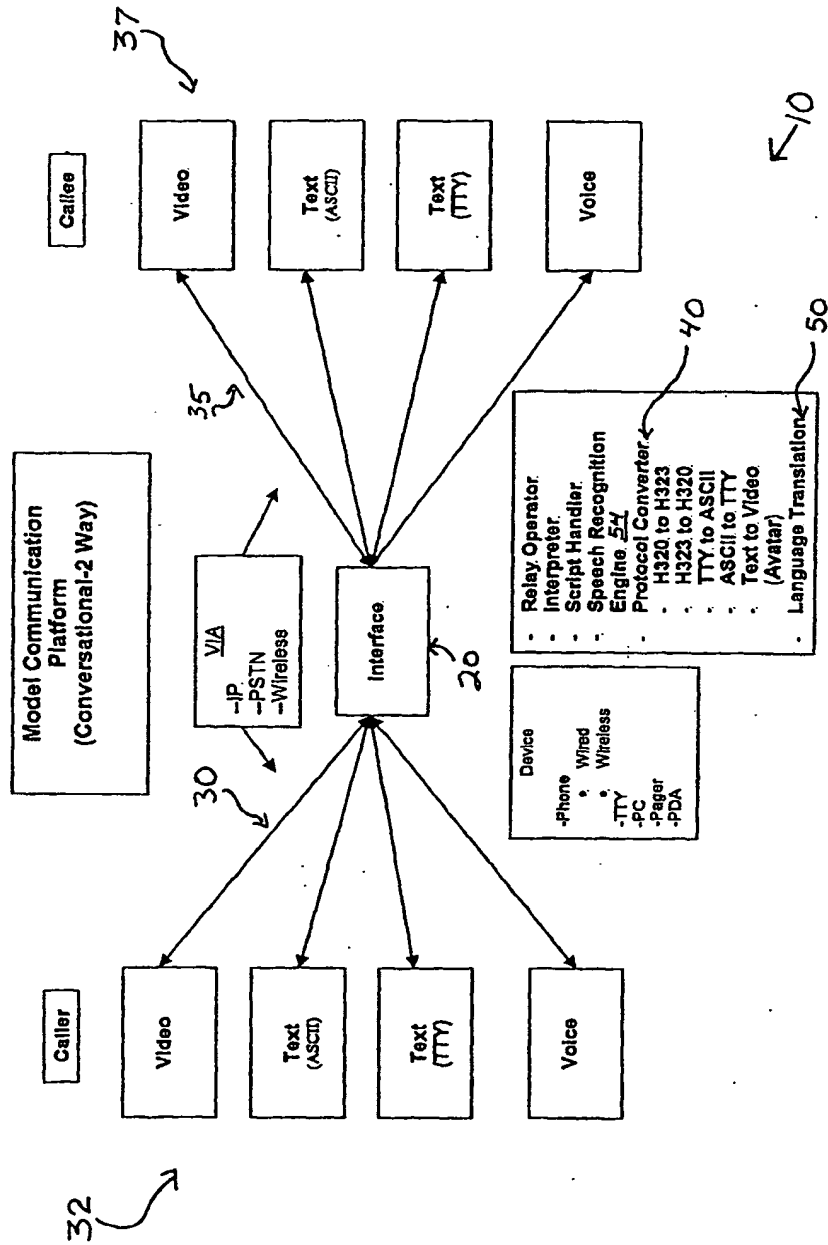 Model Communication
Platform
(Conversational-2 Way)
32
Caller
Video
Text
(ASCII)
Text
(TTY)
Voice
30
VIA
--IP
--PSTN
--Wireless
Interface
20
35
Callee
37
Video
Text
(ASCII)
Text
(TTY)
Voice
Device
-Phone
• Wired
• Wireless
-TTY
-PC
-Pager
-PDA
- Relay Operator
- Interpreter
- Script Handler
- Speech Recognition
Engine 54
- Protocol Converter
• H320 to H323
• H323 to H320
• TTY to ASCII
• ASCII to TTY
• Text to Video
(Avatar)
- Language Translation
40
50
10